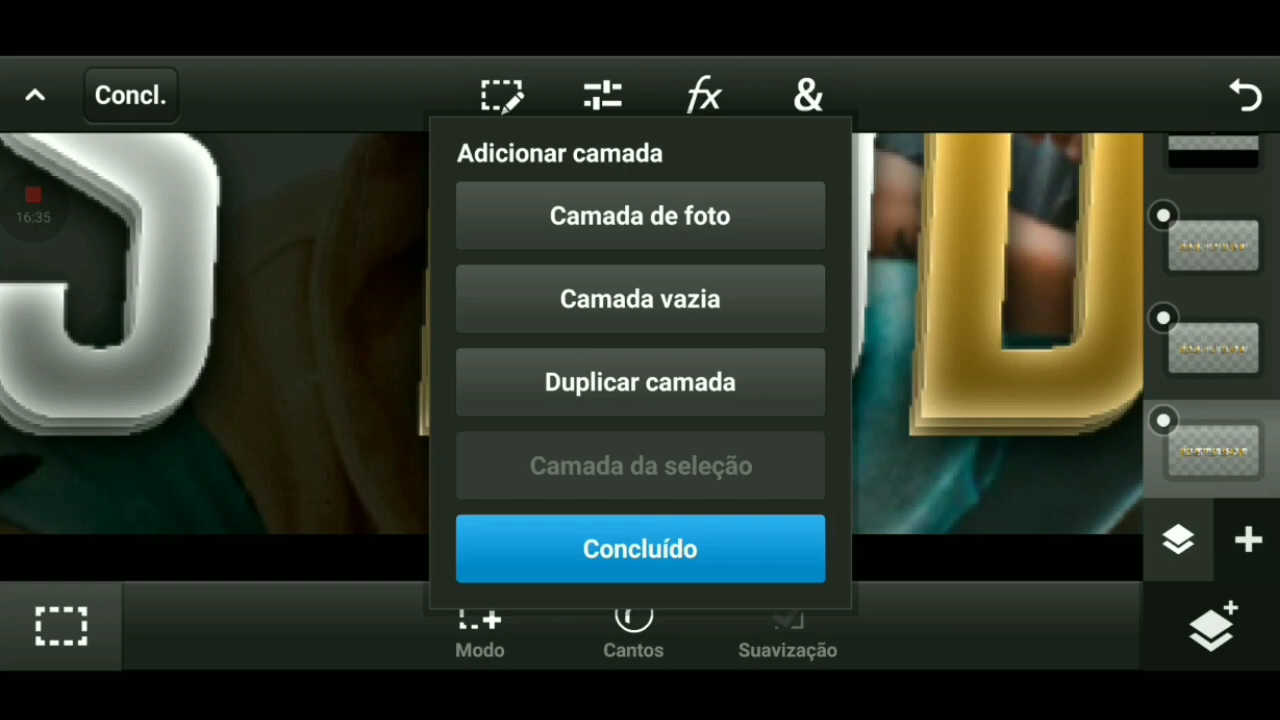 Concl.
fx
&
Adicionar camada
Camada de foto
16:35
Camada vazia
Duplicar camada
Camada da seleção
Concluído
Modo
Cantos
Suavização